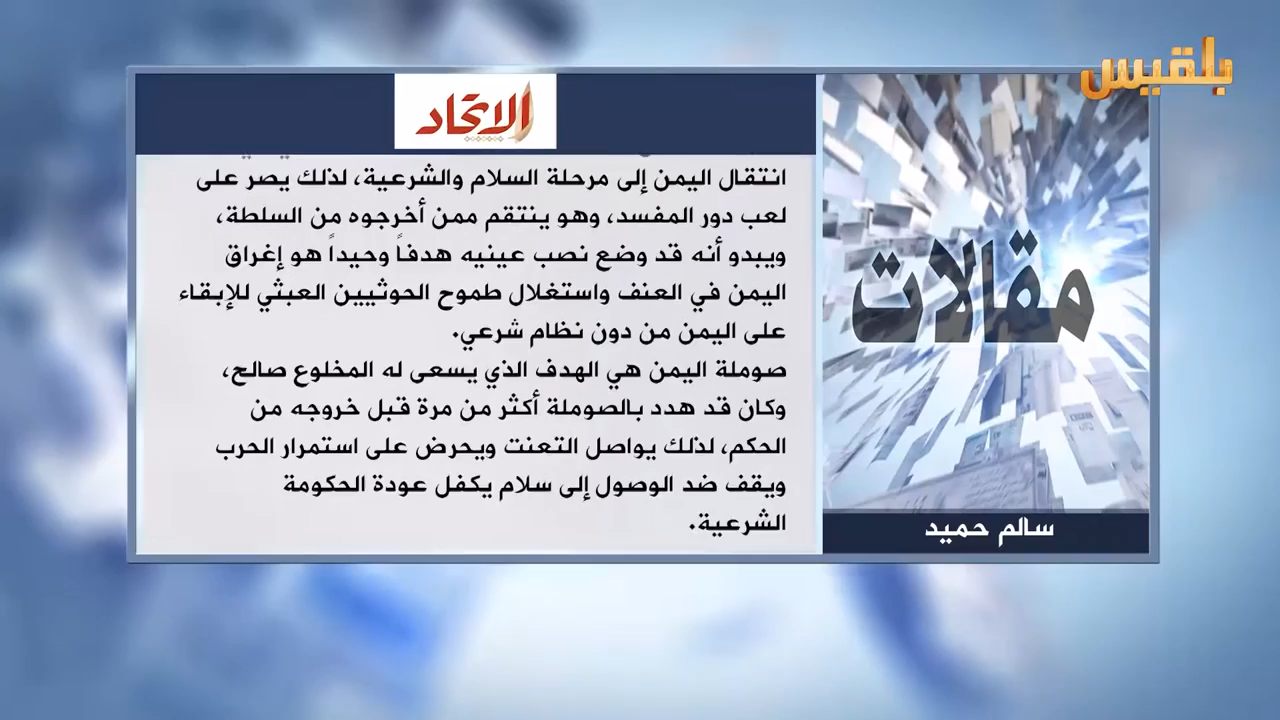 بلقيس
الاتحاد
انتقال اليمن إلى مرحلة السلام والشرعية، لذلك يصر على
لعب دور المفسد، وهو ينتقم ممن أخرجوه من السلطة،
ويبدو أنه قد وضع نصب عينيه هدفاً وحيداً هو إغراق
اليمن في العنف واستغلال طموح الحوثيين العبثي للإبقاء
على اليمن من دون نظام شرعي.
صوملة اليمن هي الهدف الذي يسعى له المخلوع صالح،
وكان قد هدد بالصوملة أكثر من مرة قبل خروجه من
الحكم، لذلك يواصل التعنت ويحرض على استمرار الحرب
ويقف ضد الوصول إلى سلام يكفل عودة الحكومة
الشرعية.
مقالات
سالم حميد